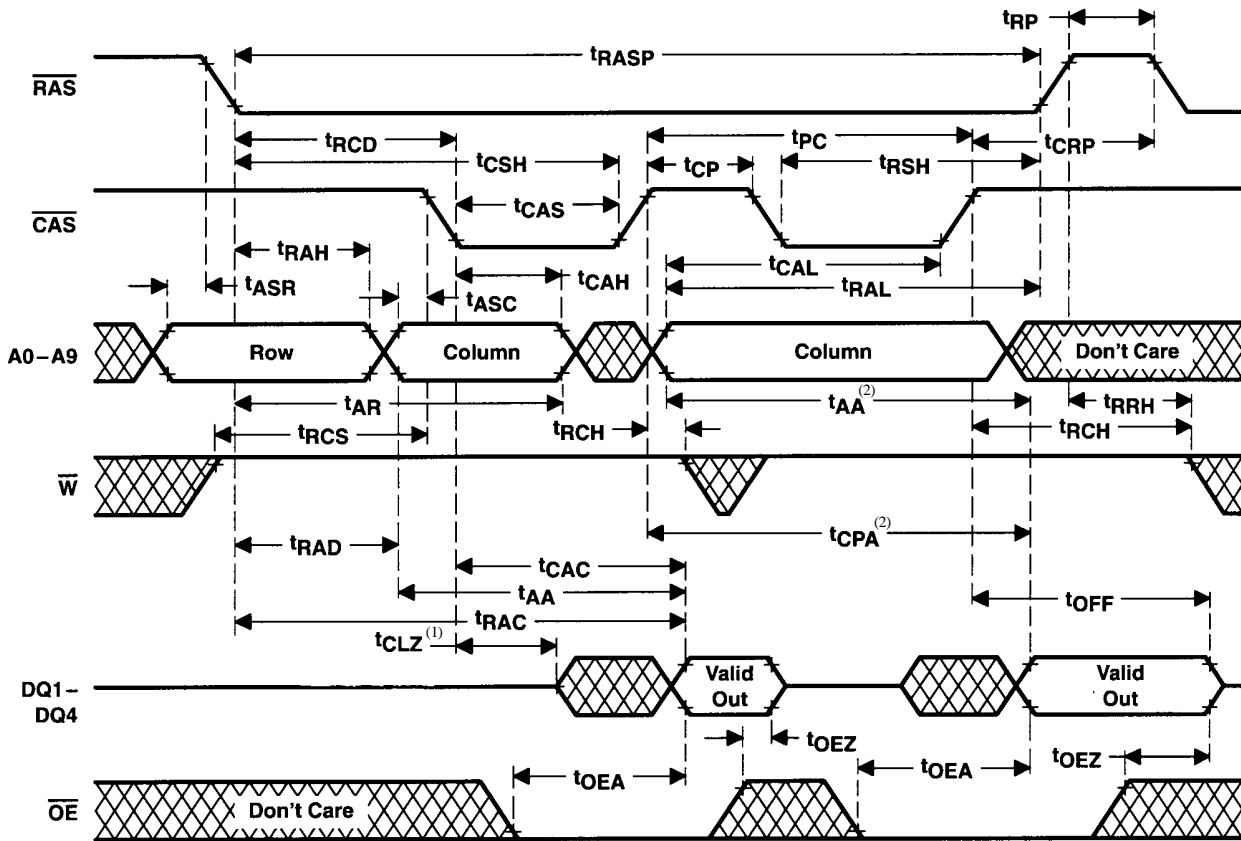 tRP
tRASP
RAS
tRCD
tPC
tCRP
tCSH
tCP
tRSH
CAS
tCAS
tRAH
tCAL
tCAH
tASR
tASC
tRAL
A0–A9
Row
Column
Column
Don't Care
tAR
tAA(2)
tRRH
tRCS
tRCH
tRCH
W
tCPA(2)
tRAD
tCAC
tAA
tOFF
tRAC
tCLZ(1)
DQ1–
DQ4
Valid
Out
Valid
Out
tOEZ
tOEA
tOEA
tOEZ
OE
Don't Care